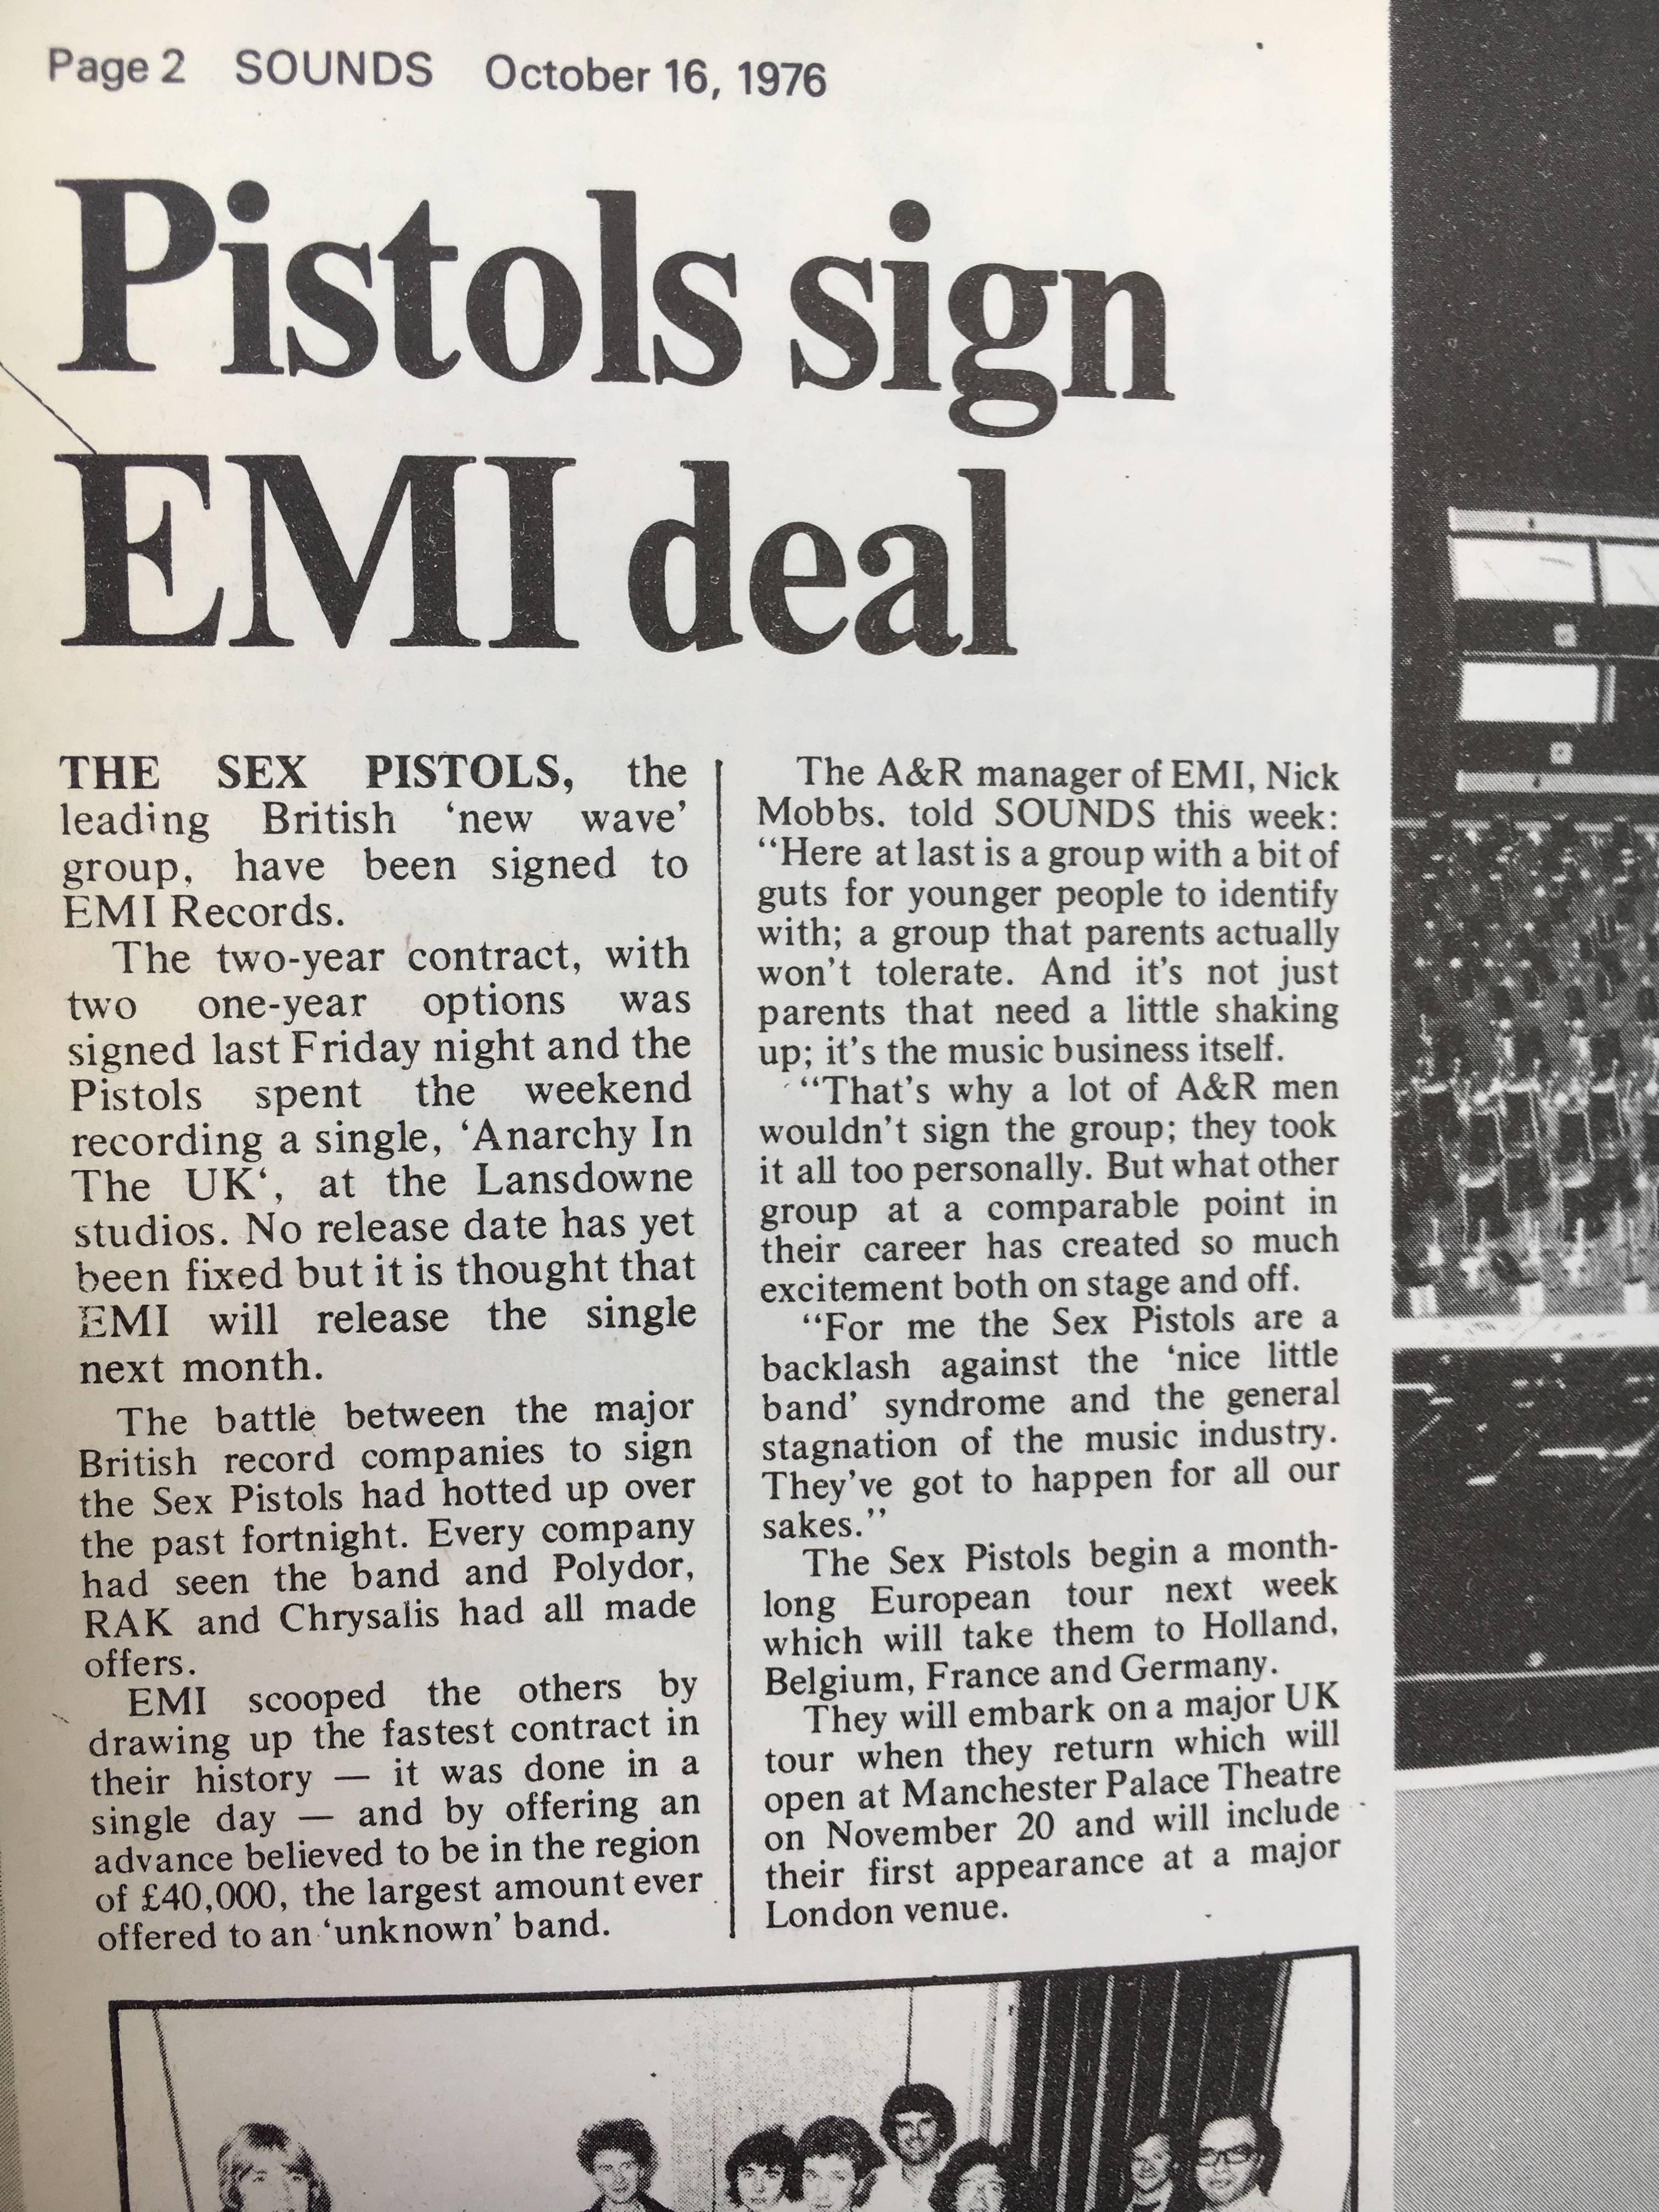 Page 2 SOUNDS October 16, 1976
Pistols sign
EMI deal
THE SEX PISTOLS, the
leading British ‘new wave’
group, have been signed to
EMI Records.
The two-year contract, with
two one-year options was
signed last Friday night and the
Pistols spent the weekend
recording a single, ‘Anarchy In
The UK‘, at the Lansdowne
studios. No release date has yet
been fixed but it is thought that
EMI will release the single
next month.
The battle between the major
British record companies to sign
the Sex Pistols had hotted up over
the past fortnight. Every company
had seen the band and Polydor,
RAK and Chrysalis had all made
offers.
EMI scooped the others by
drawing up the fastest contract in
their history — it was done in a
single day — and by offering an
advance believed to be in the region
of £40,000, the largest amount ever
offered to an ‘unknown’ band.
The A&R manager of EMI, Nick
Mobbs. told SOUNDS this week:
“Here at last is a group with a bit of
guts for younger people to identify
with; a group that parents actually
won’t tolerate. And it’s not just
parents that need a little shaking
up; it’s the music business itself.
“That’s why a lot of A&R men
wouldn’t sign the group; they took
it all too personally. But what other
group at a comparable point in
their career has created so much
excitement both on stage and off.
“For me the Sex Pistols are a
backlash against the ‘nice little
band’ syndrome and the general
stagnation of the music industry.
They’ve got to happen for all our
sakes.”
The Sex Pistols begin a month-
long European tour next week
which will take them to Holland,
Belgium, France and Germany.
They will embark on a major UK
tour when they return which will
open at Manchester Palace Theatre
on November 20 and will include
their first appearance at a major
London venue.